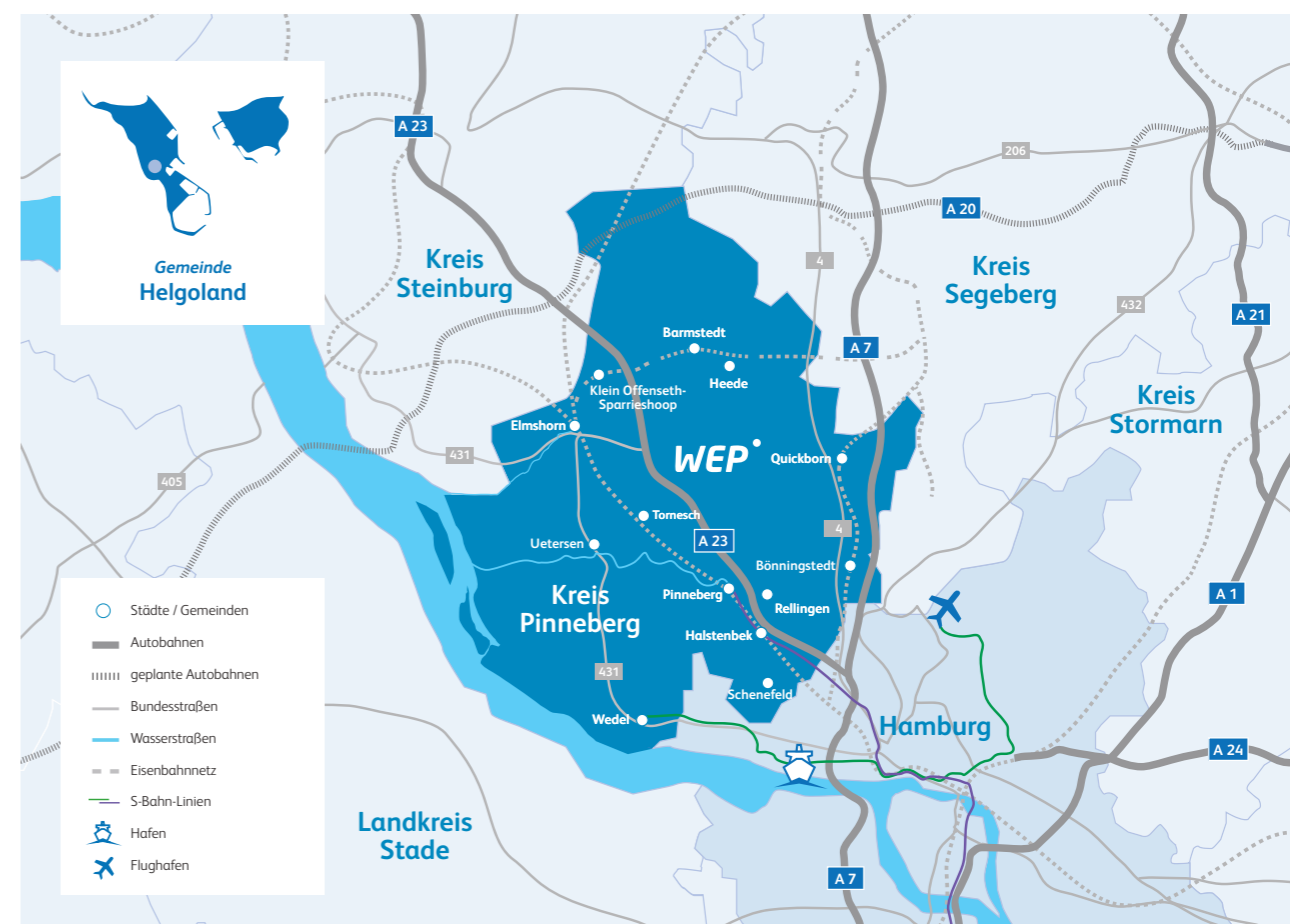 A 23
206
A 20
Gemeinde
Helgoland
Kreis
Steinburg
4
Kreis
Segeberg
432
A 21
A 7
Barmstedt
Heede
Klein Offenseth-
Sparrieshoop
Kreis
Stormarn
Elmshorn
431
WEP
Quickborn
405
Tornesch
4
A 23
Uetersen
Bönningstedt
Kreis
Pinneberg
Pinneberg
Rellingen
A 1
Halstenbek
431
Schenefeld
Wedel
Hamburg
A 24
Landkreis
Stade
A 7
Städte / Gemeinden
Autobahnen
geplante Autobahnen
Bundesstraßen
Wasserstraßen
Eisenbahnnetz
S-Bahn-Linien
Hafen
Flughafen